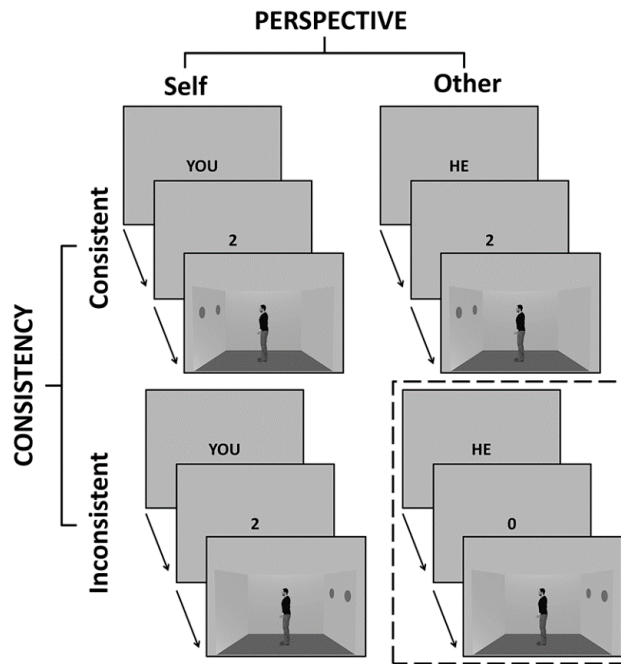 PERSPECTIVE
Self
Other
CONSISTENCY
Consistent
YOU
2
HE
2
Inconsistent
YOU
2
HE
0